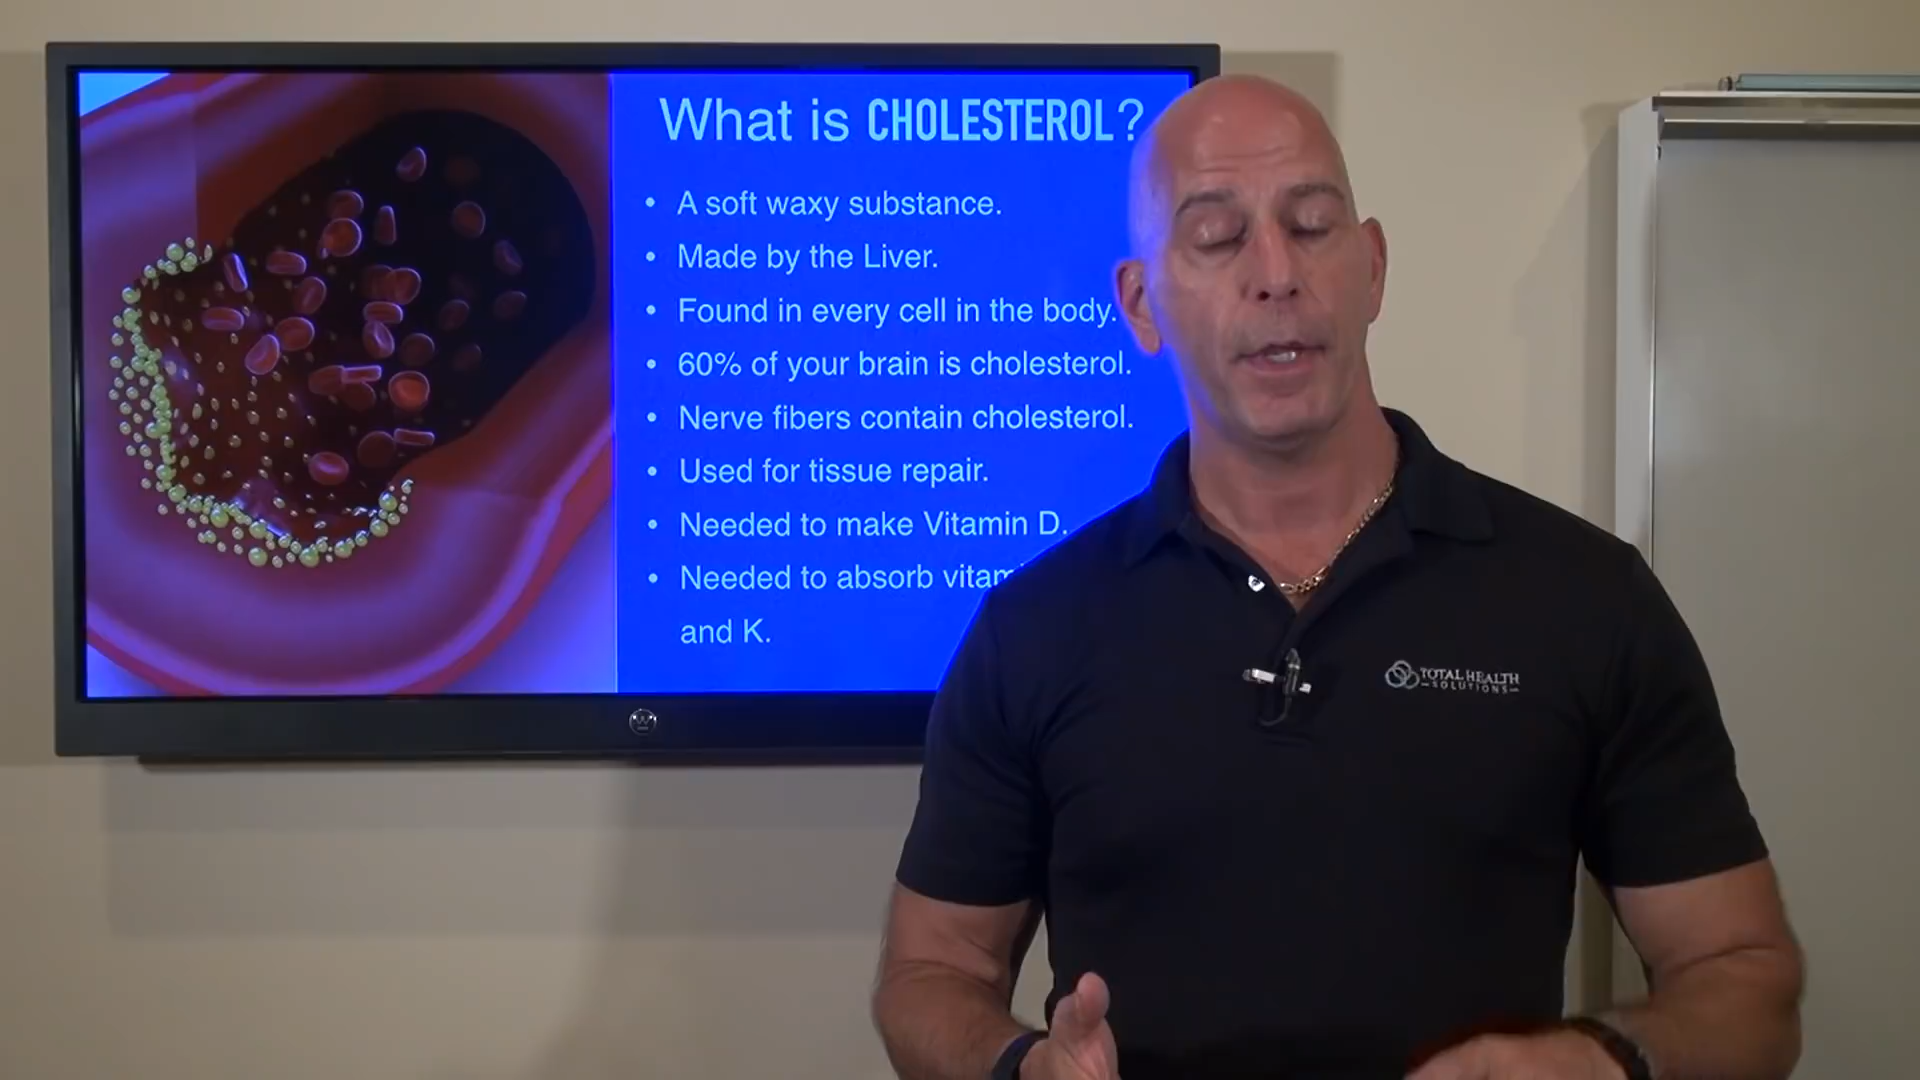 What is CHOLESTEROL?
• A soft waxy substance.
• Made by the Liver.
• Found in every cell in the body.
• 60% of your brain is cholesterol.
• Nerve fibers contain cholesterol.
• Used for tissue repair.
• Needed to make Vitamin D.
• Needed to absorb
and K.
TOTAL HEALTH
SOLUTIONS